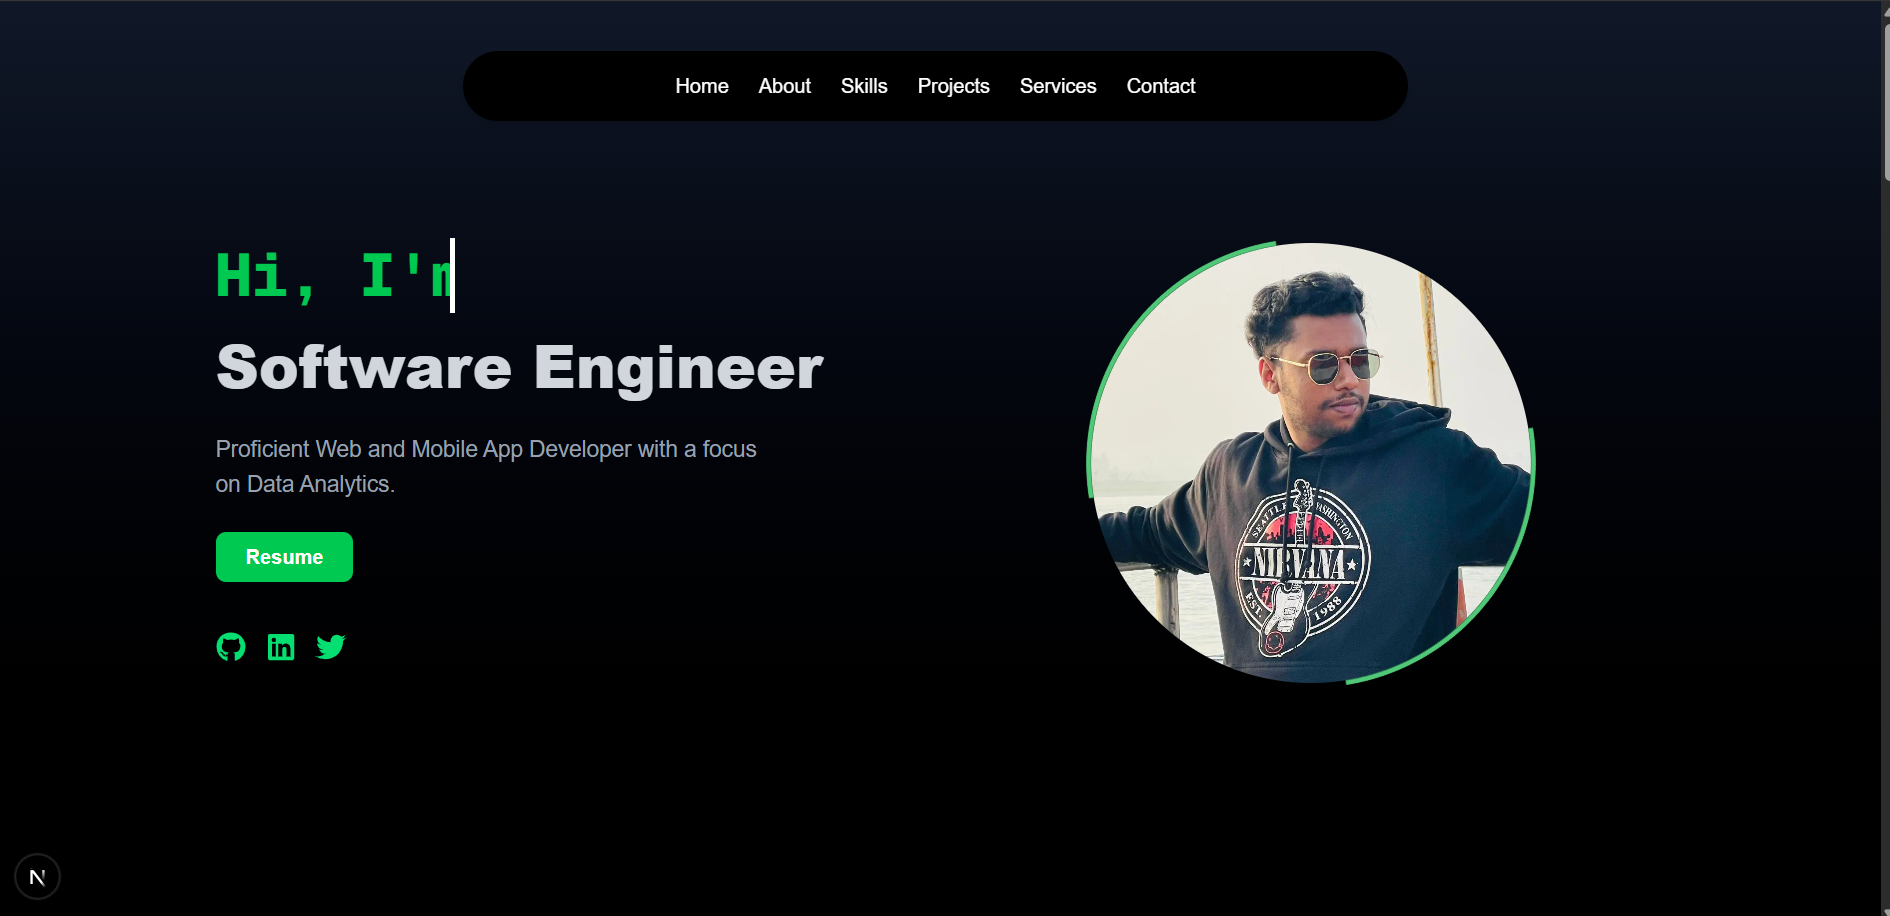 Home About Skills Projects Services Contact
Hi, I'm
Software Engineer
Proficient Web and Mobile App Developer with a focus
on Data Analytics.
Resume
SEATTLE WASHINGTON
NIRVANA
EST. 1988
N